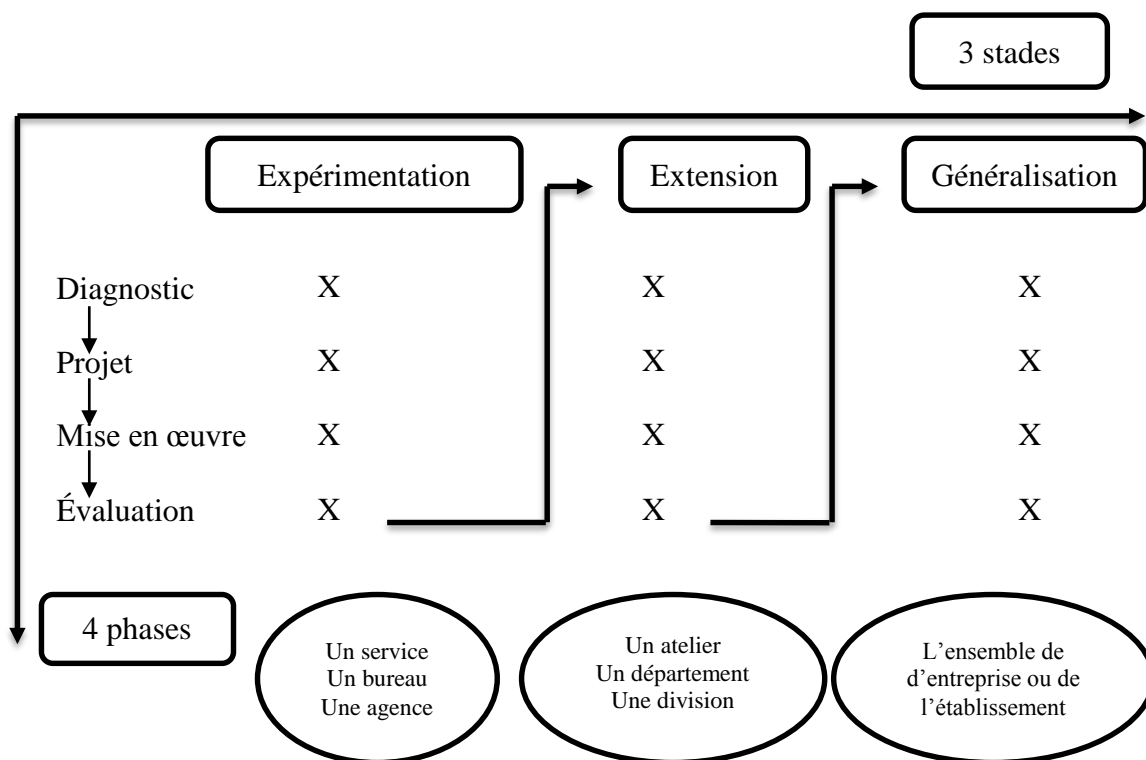 3 stades
Expérimentation Extension Généralisation
Diagnostic X X X
Projet X X X
Mise en œuvre X X X
Évaluation X X X
4 phases
Un service
Un bureau
Une agence
Un atelier
Un département
Une division
L’ensemble de
d’entreprise ou de
l’établissement